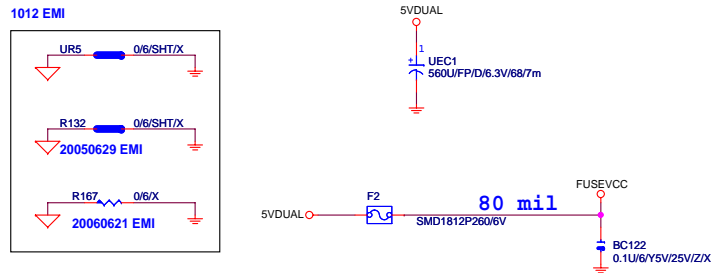 1012 EMI
UR5 0/6/SHT/X
R132 0/6/SHT/X
20050629 EMI
R167 0/6/X
20060621 EMI
5VDUAL
1
+
UEC1
560U/FP/D/6.3V/68/7m
5VDUAL
F2
SMD1812P260/6V
80 mil
FUSEVCC
BC122
0.1U/6/Y5V/25V/Z/X